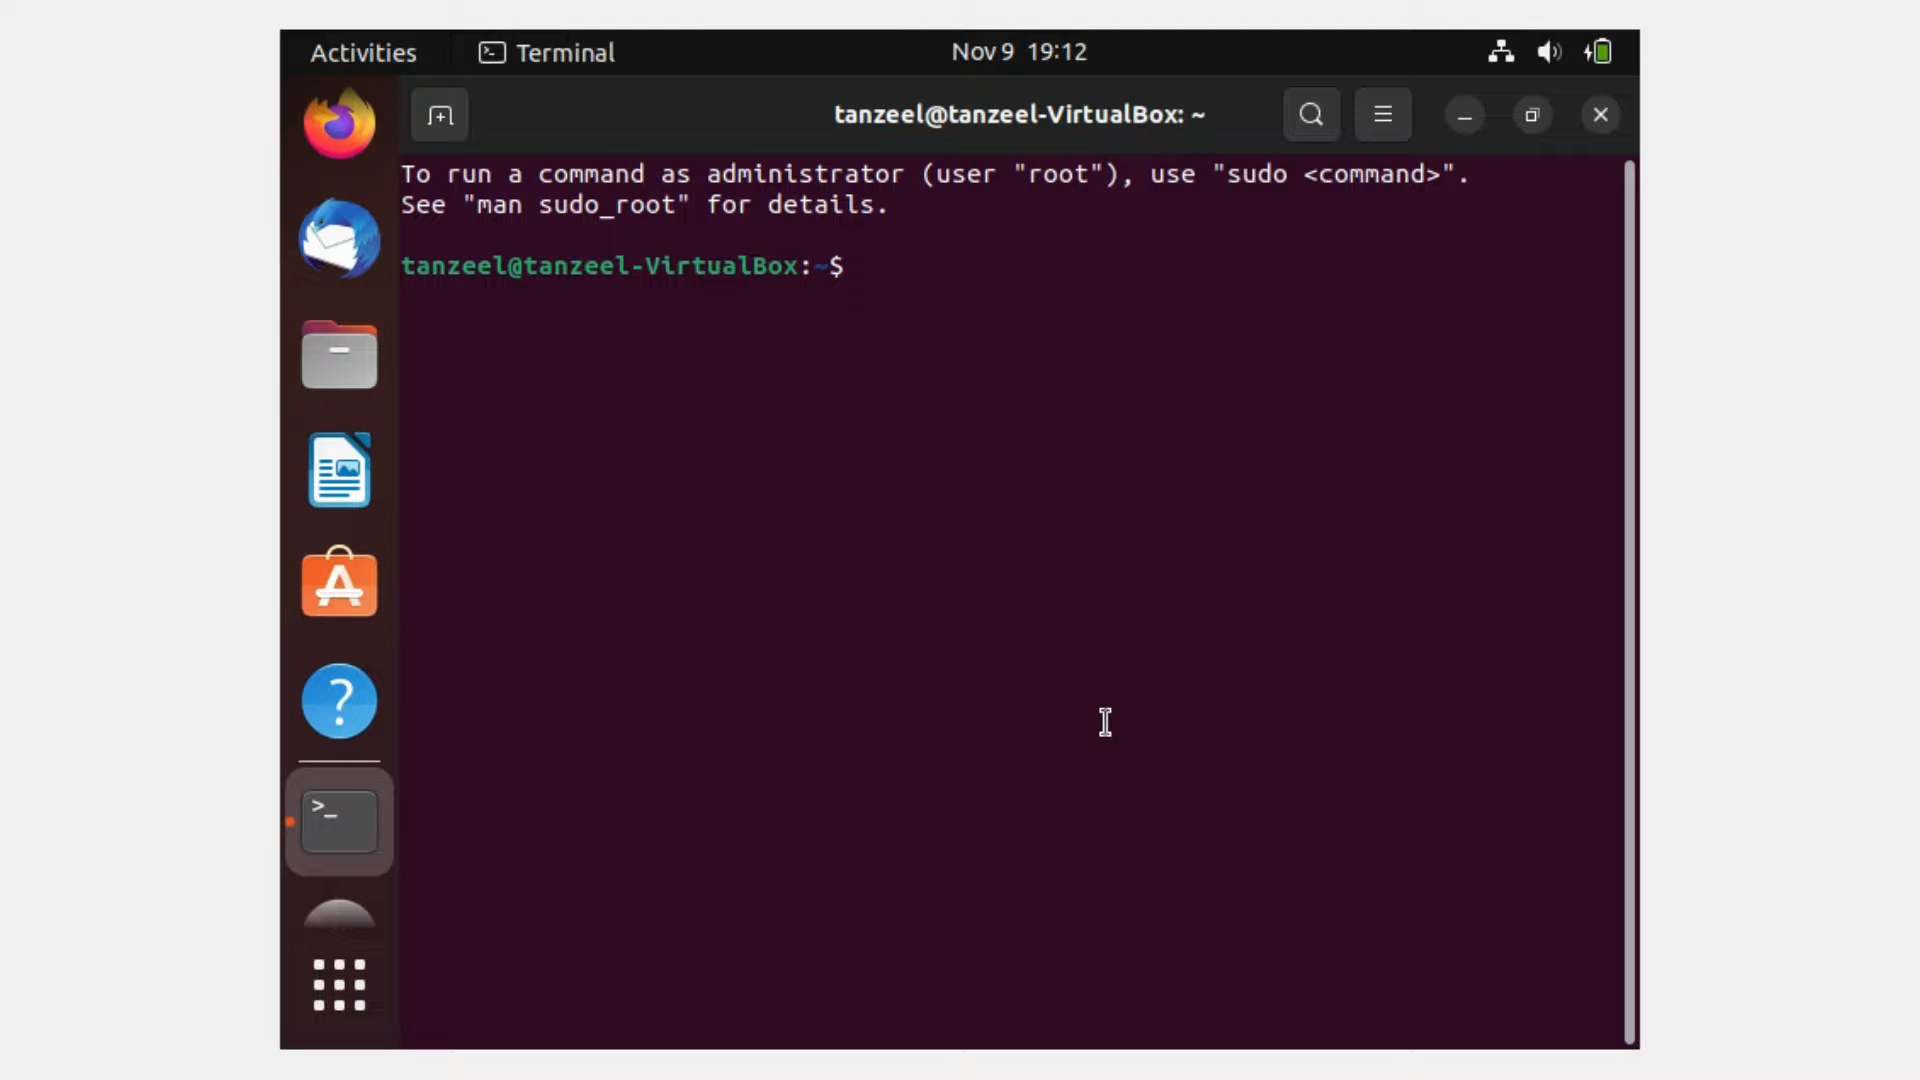 Activities Terminal Nov 9 19:12
tanzeel@tanzeel-VirtualBox: ~
To run a command as administrator (user "root"), use "sudo <command>".
See "man sudo_root" for details.
tanzeel@tanzeel-VirtualBox:~$